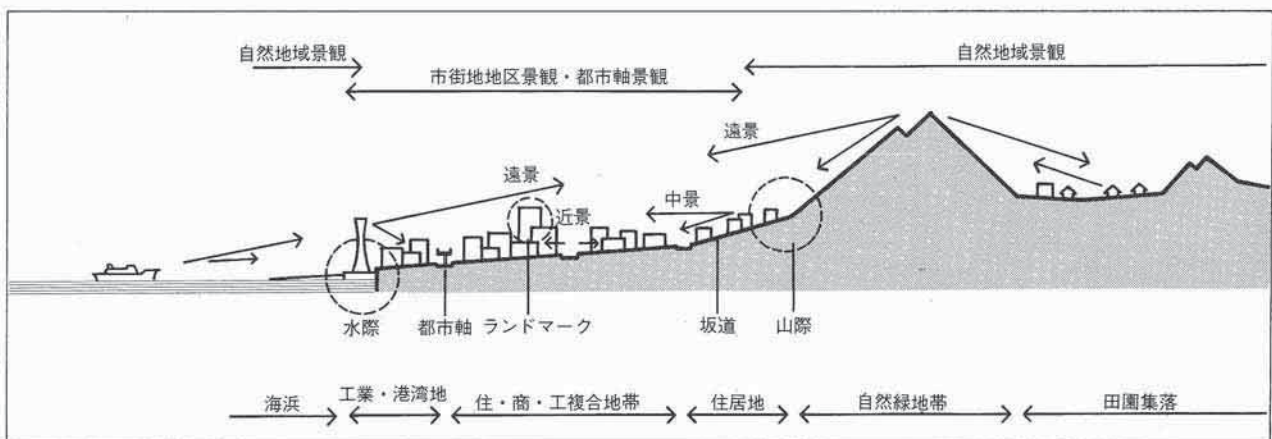 自然地域景観
自然地域景観
市街地地区景観・都市軸景観
遠景
遠景
中景
近景
水際
都市軸
ランドマーク
坂道
山際
海浜
工業・港湾地
住・商・工複合地帯
住居地
自然緑地帯
田園集落